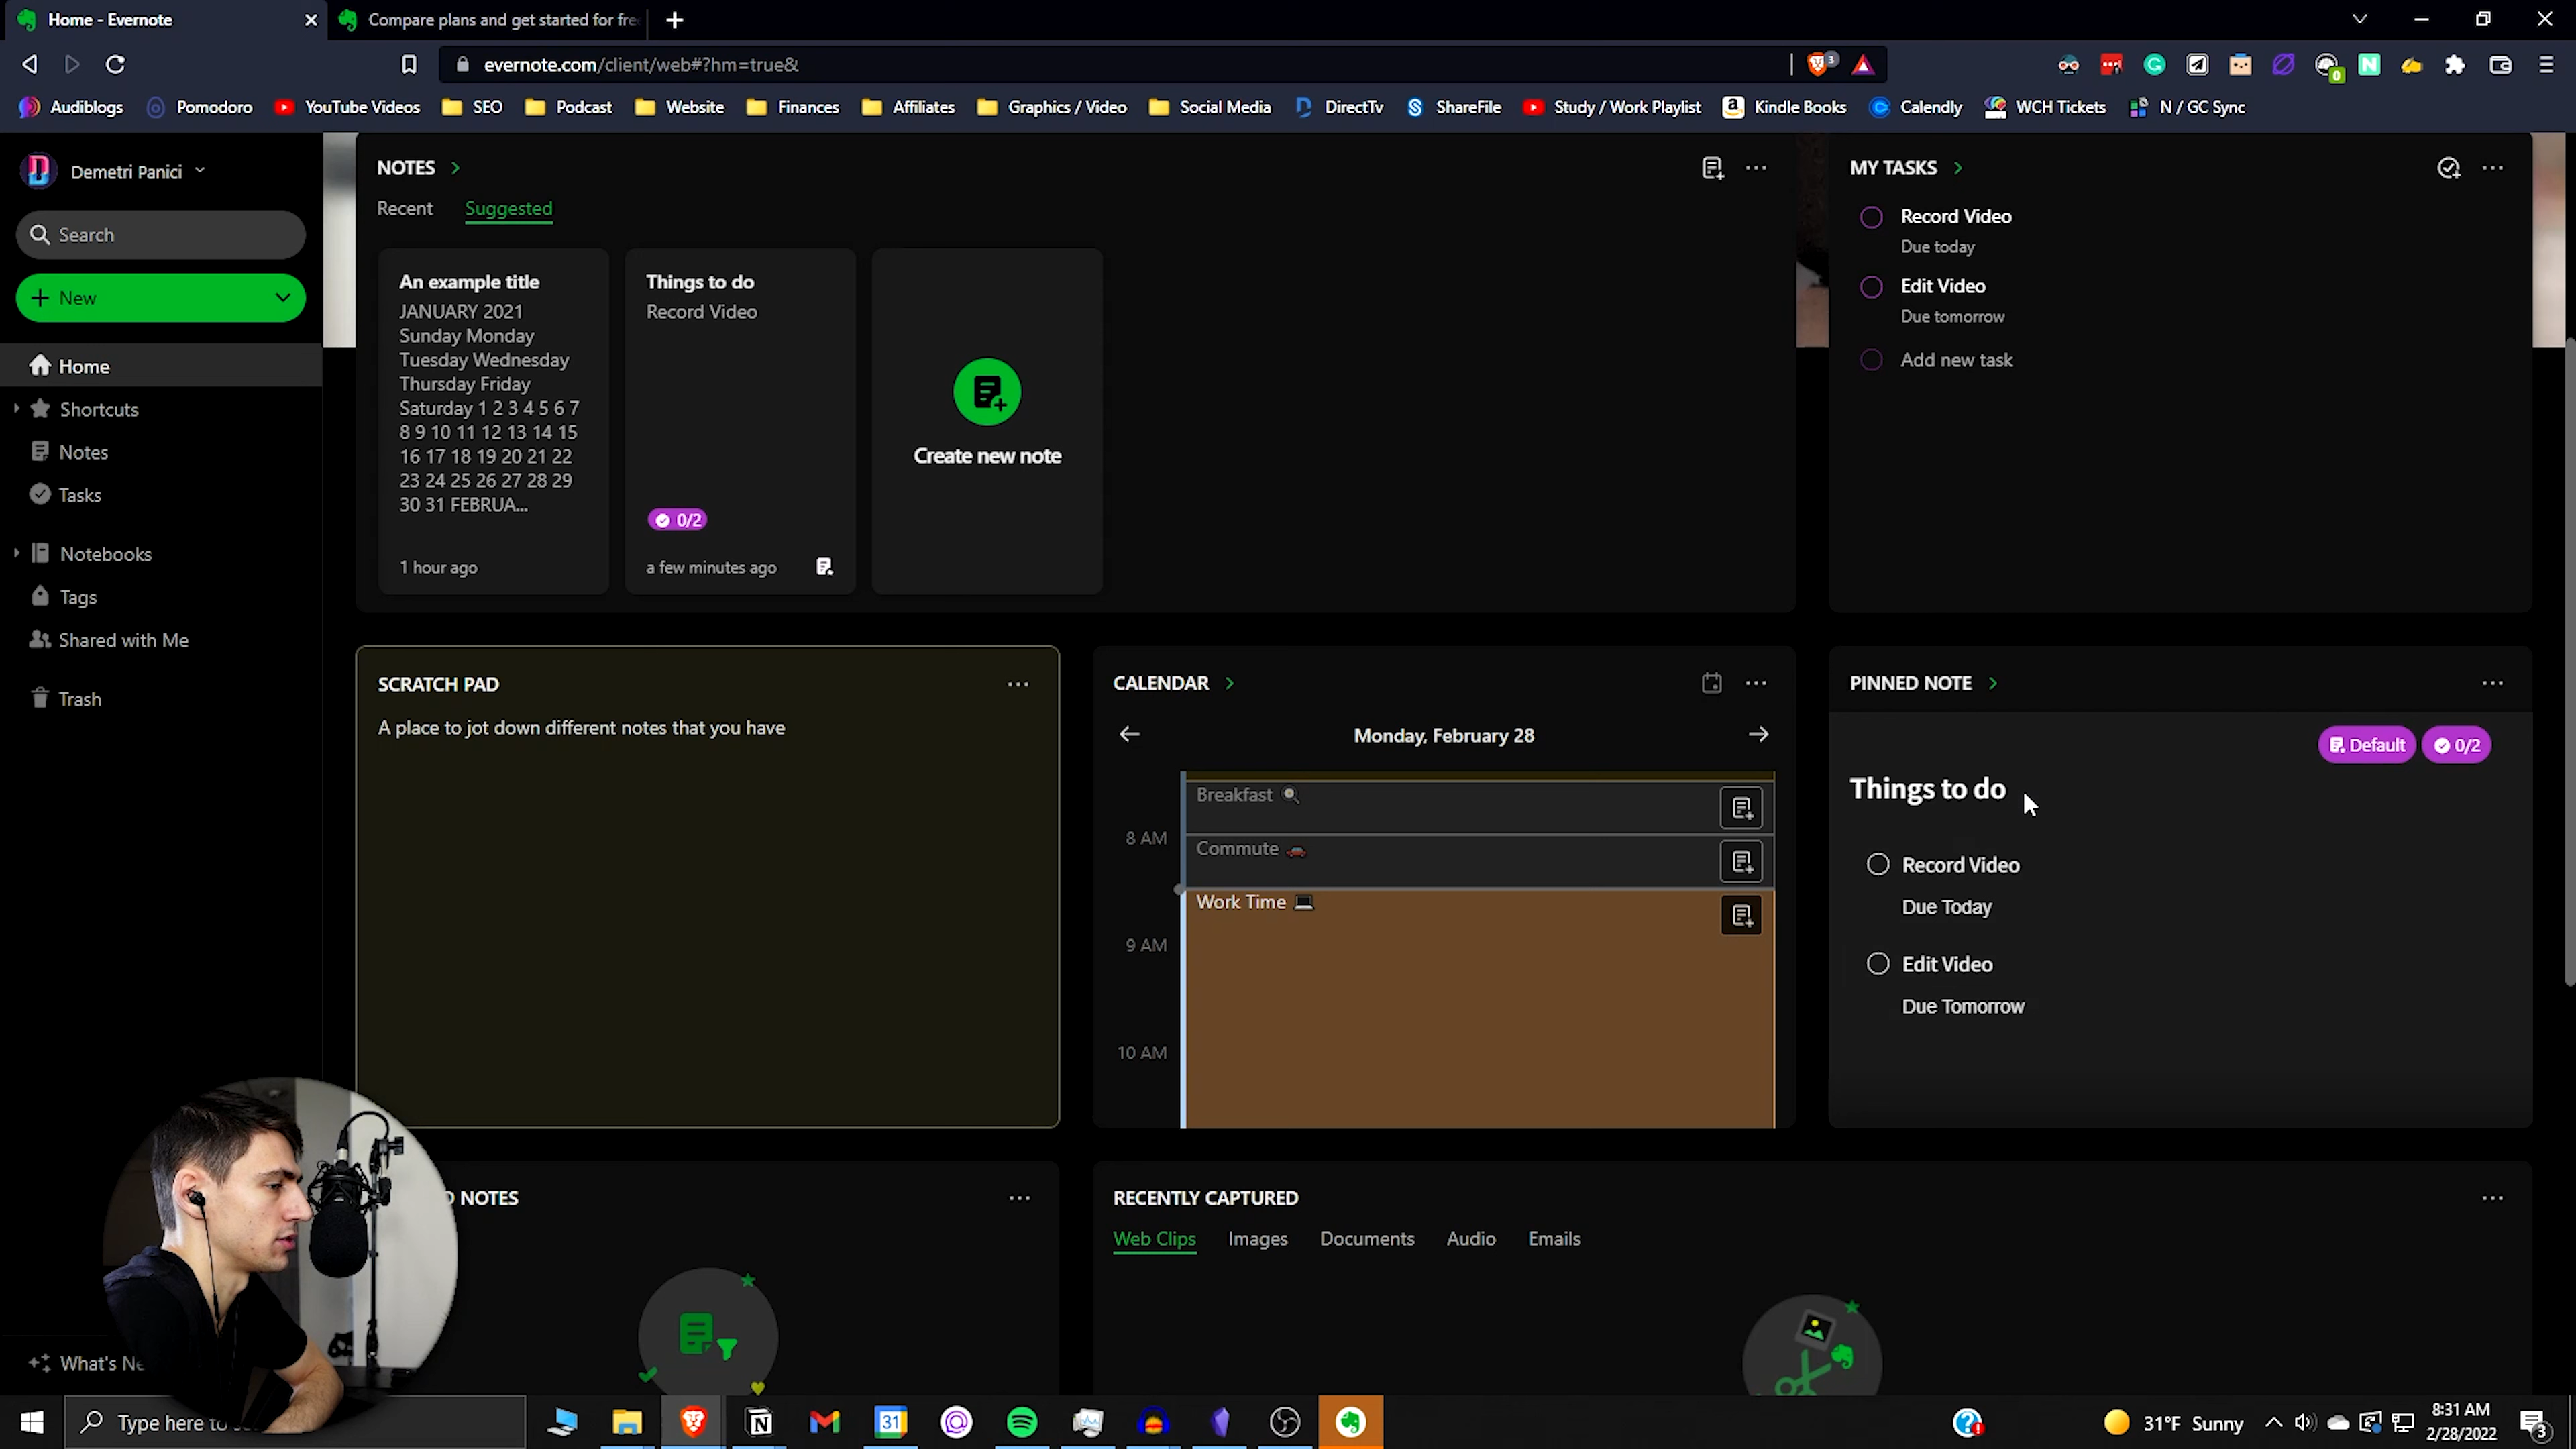 Home - Evernote
Compare plans and get started for free
evernote.com/client/web#?hm=true&
3
0
Audiblogs
Pomodoro
YouTube Videos
SEO
Podcast
Website
Finances
Affiliates
Graphics / Video
Social Media
DirectTv
ShareFile
Study / Work Playlist
Kindle Books
Calendly
WCH Tickets
N / GC Sync
Demetri Panici
Search
New
Home
Shortcuts
Notes
Tasks
Notebooks
Tags
Shared with Me
Trash
What's Ne
NOTES
Recent
Suggested
An example title
JANUARY 2021
Sunday Monday
Tuesday Wednesday
Thursday Friday
Saturday 1 2 3 4 5 6 7
8 9 10 11 12 13 14 15
16 17 18 19 20 21 22
23 24 25 26 27 28 29
30 31 FEBRUA...
1 hour ago
Things to do
Record Video
0/2
a few minutes ago
Create new note
MY TASKS
Record Video
Due today
Edit Video
Due tomorrow
Add new task
SCRATCH PAD
A place to jot down different notes that you have
CALENDAR
Monday, February 28
Breakfast
8 AM
Commute
Work Time
9 AM
10 AM
PINNED NOTE
Default
0/2
Things to do
Record Video
Due Today
Edit Video
Due Tomorrow
NOTES
RECENTLY CAPTURED
Web Clips
Images
Documents
Audio
Emails
Type here to
31
31°F Sunny
8:31 AM
2/28/2022
3